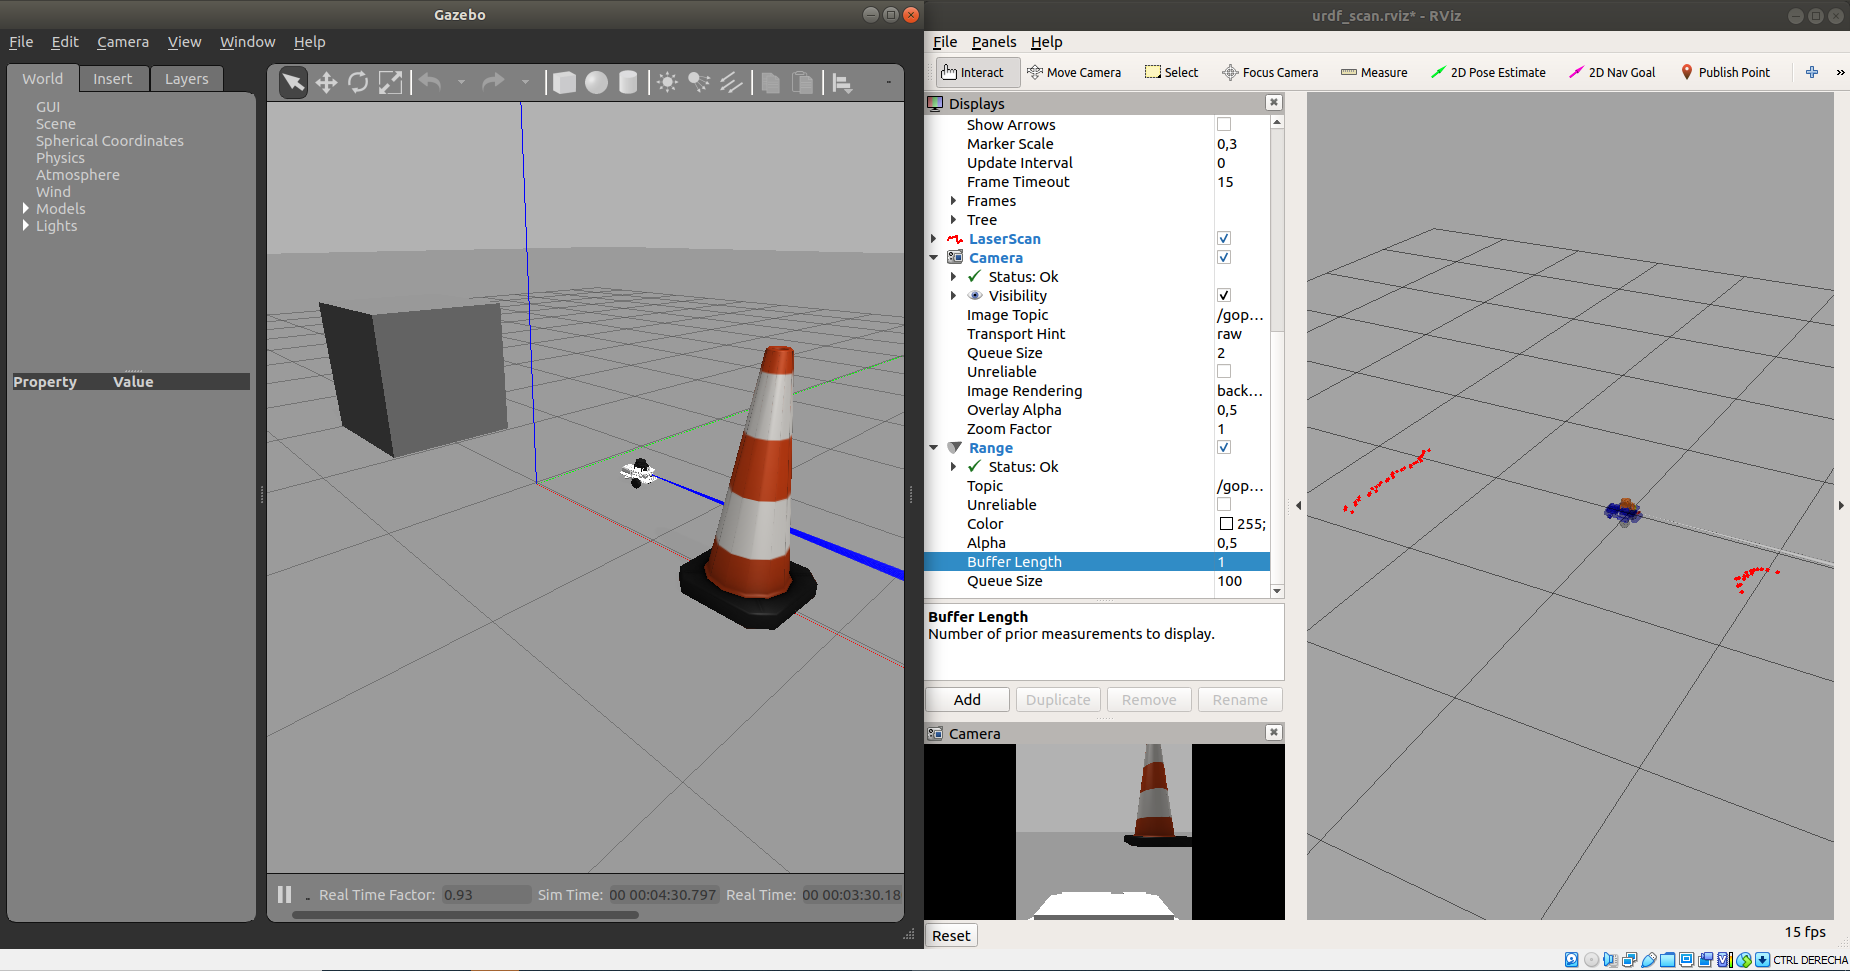 Gazebo
File Edit Camera View Window Help
World Insert Layers
GUI
Scene
Spherical Coordinates
Physics
Atmosphere
Wind
Models
Lights
Property Value
Real Time Factor: 0.93 Sim Time: 00 00:04:30.797 Real Time: 00 00:03:30.18
urdf_scan.rviz* - RViz
File Panels Help
Interact Move Camera Select Focus Camera Measure 2D Pose Estimate 2D Nav Goal Publish Point
Displays
Show Arrows
Marker Scale 0,3
Update Interval 0
Frame Timeout 15
Frames
Tree
LaserScan
Camera
Status: Ok
Visibility
Image Topic /gop...
Transport Hint raw
Queue Size 2
Unreliable
Image Rendering back...
Overlay Alpha 0,5
Zoom Factor 1
Range
Status: Ok
Topic /gop...
Unreliable
Color 255;
Alpha 0,5
Buffer Length 1
Queue Size 100
Buffer Length
Number of prior measurements to display.
Add Duplicate Remove Rename
Camera
Reset
15 fps
CTRL DERECHA